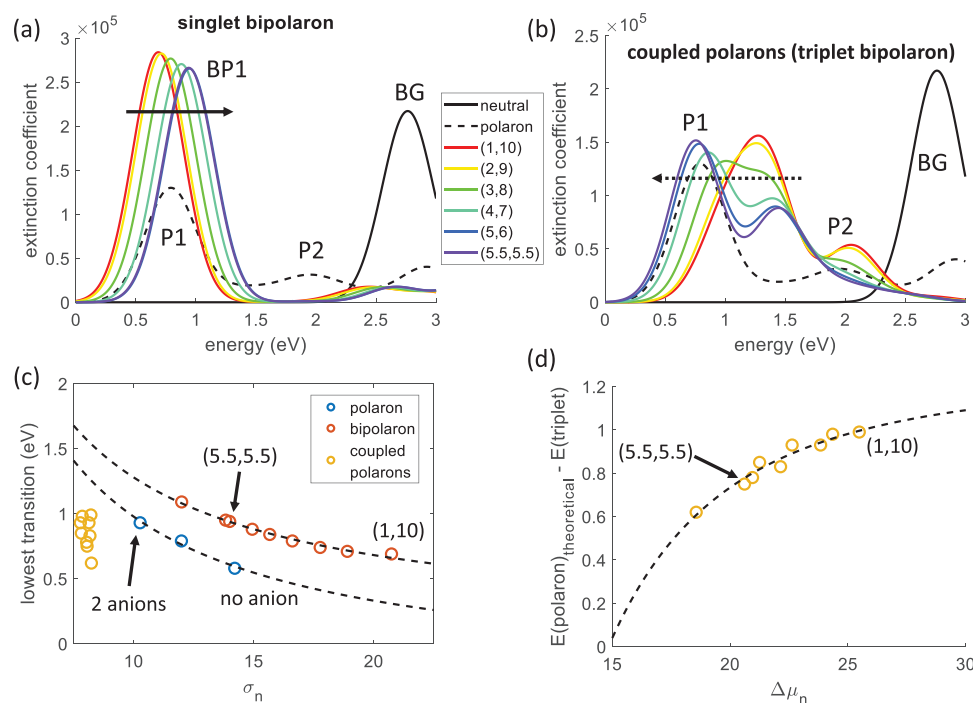 (a)
singlet bipolaron
× 10⁵
3
2.5
2
1.5
1
0.5
0
extinction coefficient
BP1
BG
P1
P2
0 0.5 1 1.5 2 2.5 3
energy (eV)
neutral
polaron
(1,10)
(2,9)
(3,8)
(4,7)
(5,6)
(5.5,5.5)
(b)
× 10⁵
coupled polarons (triplet bipolaron)
2.5
2
1.5
1
0.5
0
extinction coefficient
P1
BG
P2
0 0.5 1 1.5 2 2.5 3
energy (eV)
(c)
2
1.5
1
0.5
0
lowest transition (eV)
polaron
bipolaron
coupled
polarons
(5.5,5.5)
(1,10)
2 anions
no anion
10 15 20
σₙ
(d)
1.2
1
0.8
0.6
0.4
0.2
0
E(polaron)theoretical - E(triplet)
(5.5,5.5)
(1,10)
15 20 25 30
Δμₙ